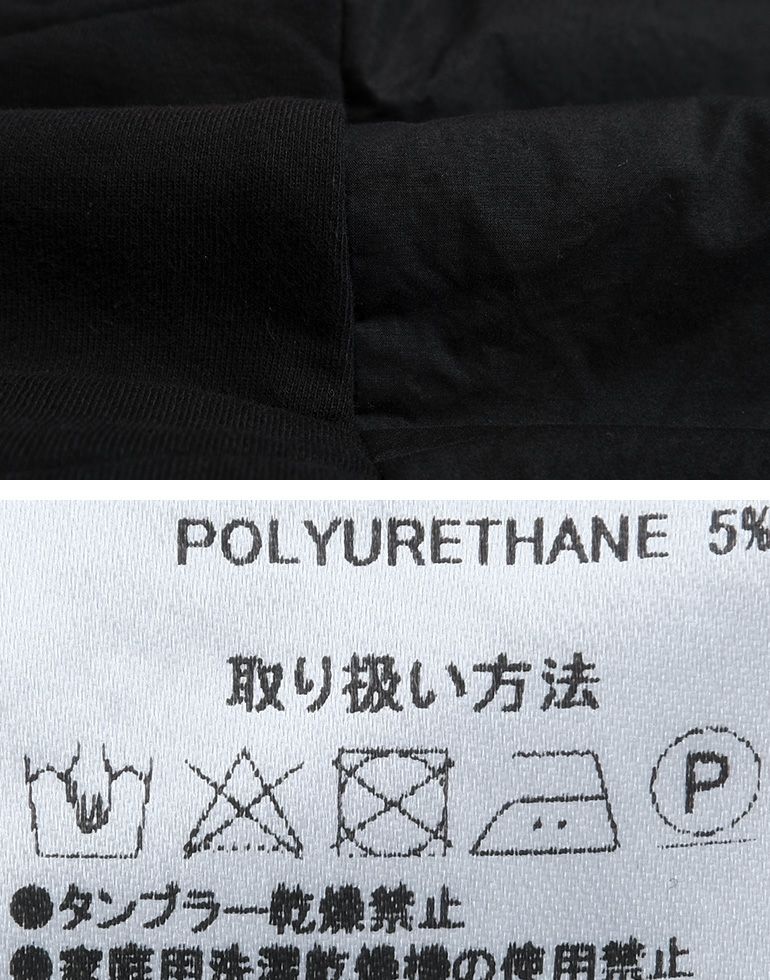 POLYURETHANE 5%
取り扱い方法
P
●タンブラー乾燥禁止
●家庭用洗濯乾燥機の使用禁止